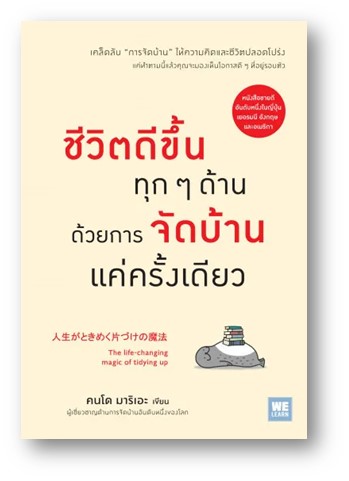 เคล็ดลับ “การจัดบ้าน” ให้ความคิดและชีวิตปลอดโปร่ง
แค่ทำตามนี้แล้วคุณจะมองเห็นโอกาสดี ๆ ที่อยู่รอบตัว
หนังสือขายดี
อันดับหนึ่งในญี่ปุ่น
เยอรมนี อังกฤษ
และอเมริกา
ชีวิตดีขึ้น
ทุก ๆ ด้าน
ด้วยการ จัดบ้าน
แค่ครั้งเดียว
人生がときめく片づけの魔法
The life-changing
magic of tidying up
คนโด มาริเอะ เขียน
ผู้เชี่ยวชาญด้านการจัดบ้านอันดับหนึ่งของโลก
WE
LEARN